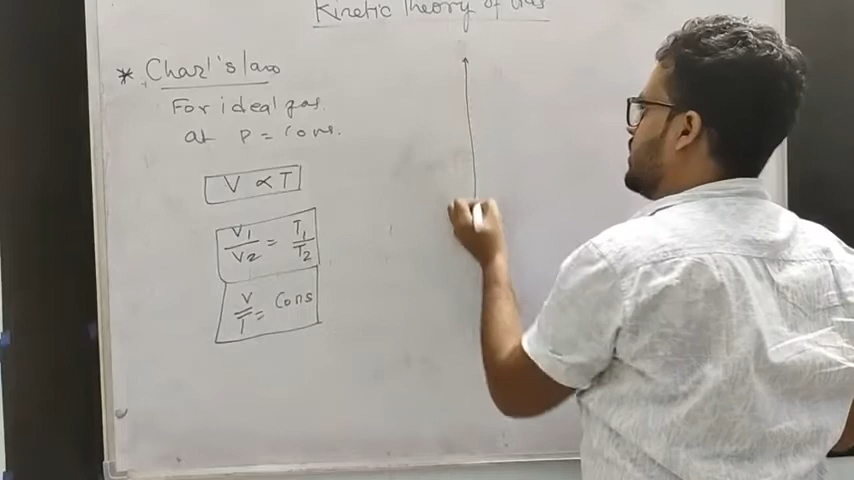 Kinetic Theory of Gas
* Charl's law
For ideal gas.
at P = Cons.
V ∝ T
V1/V2 = T1/T2
V/T = Cons